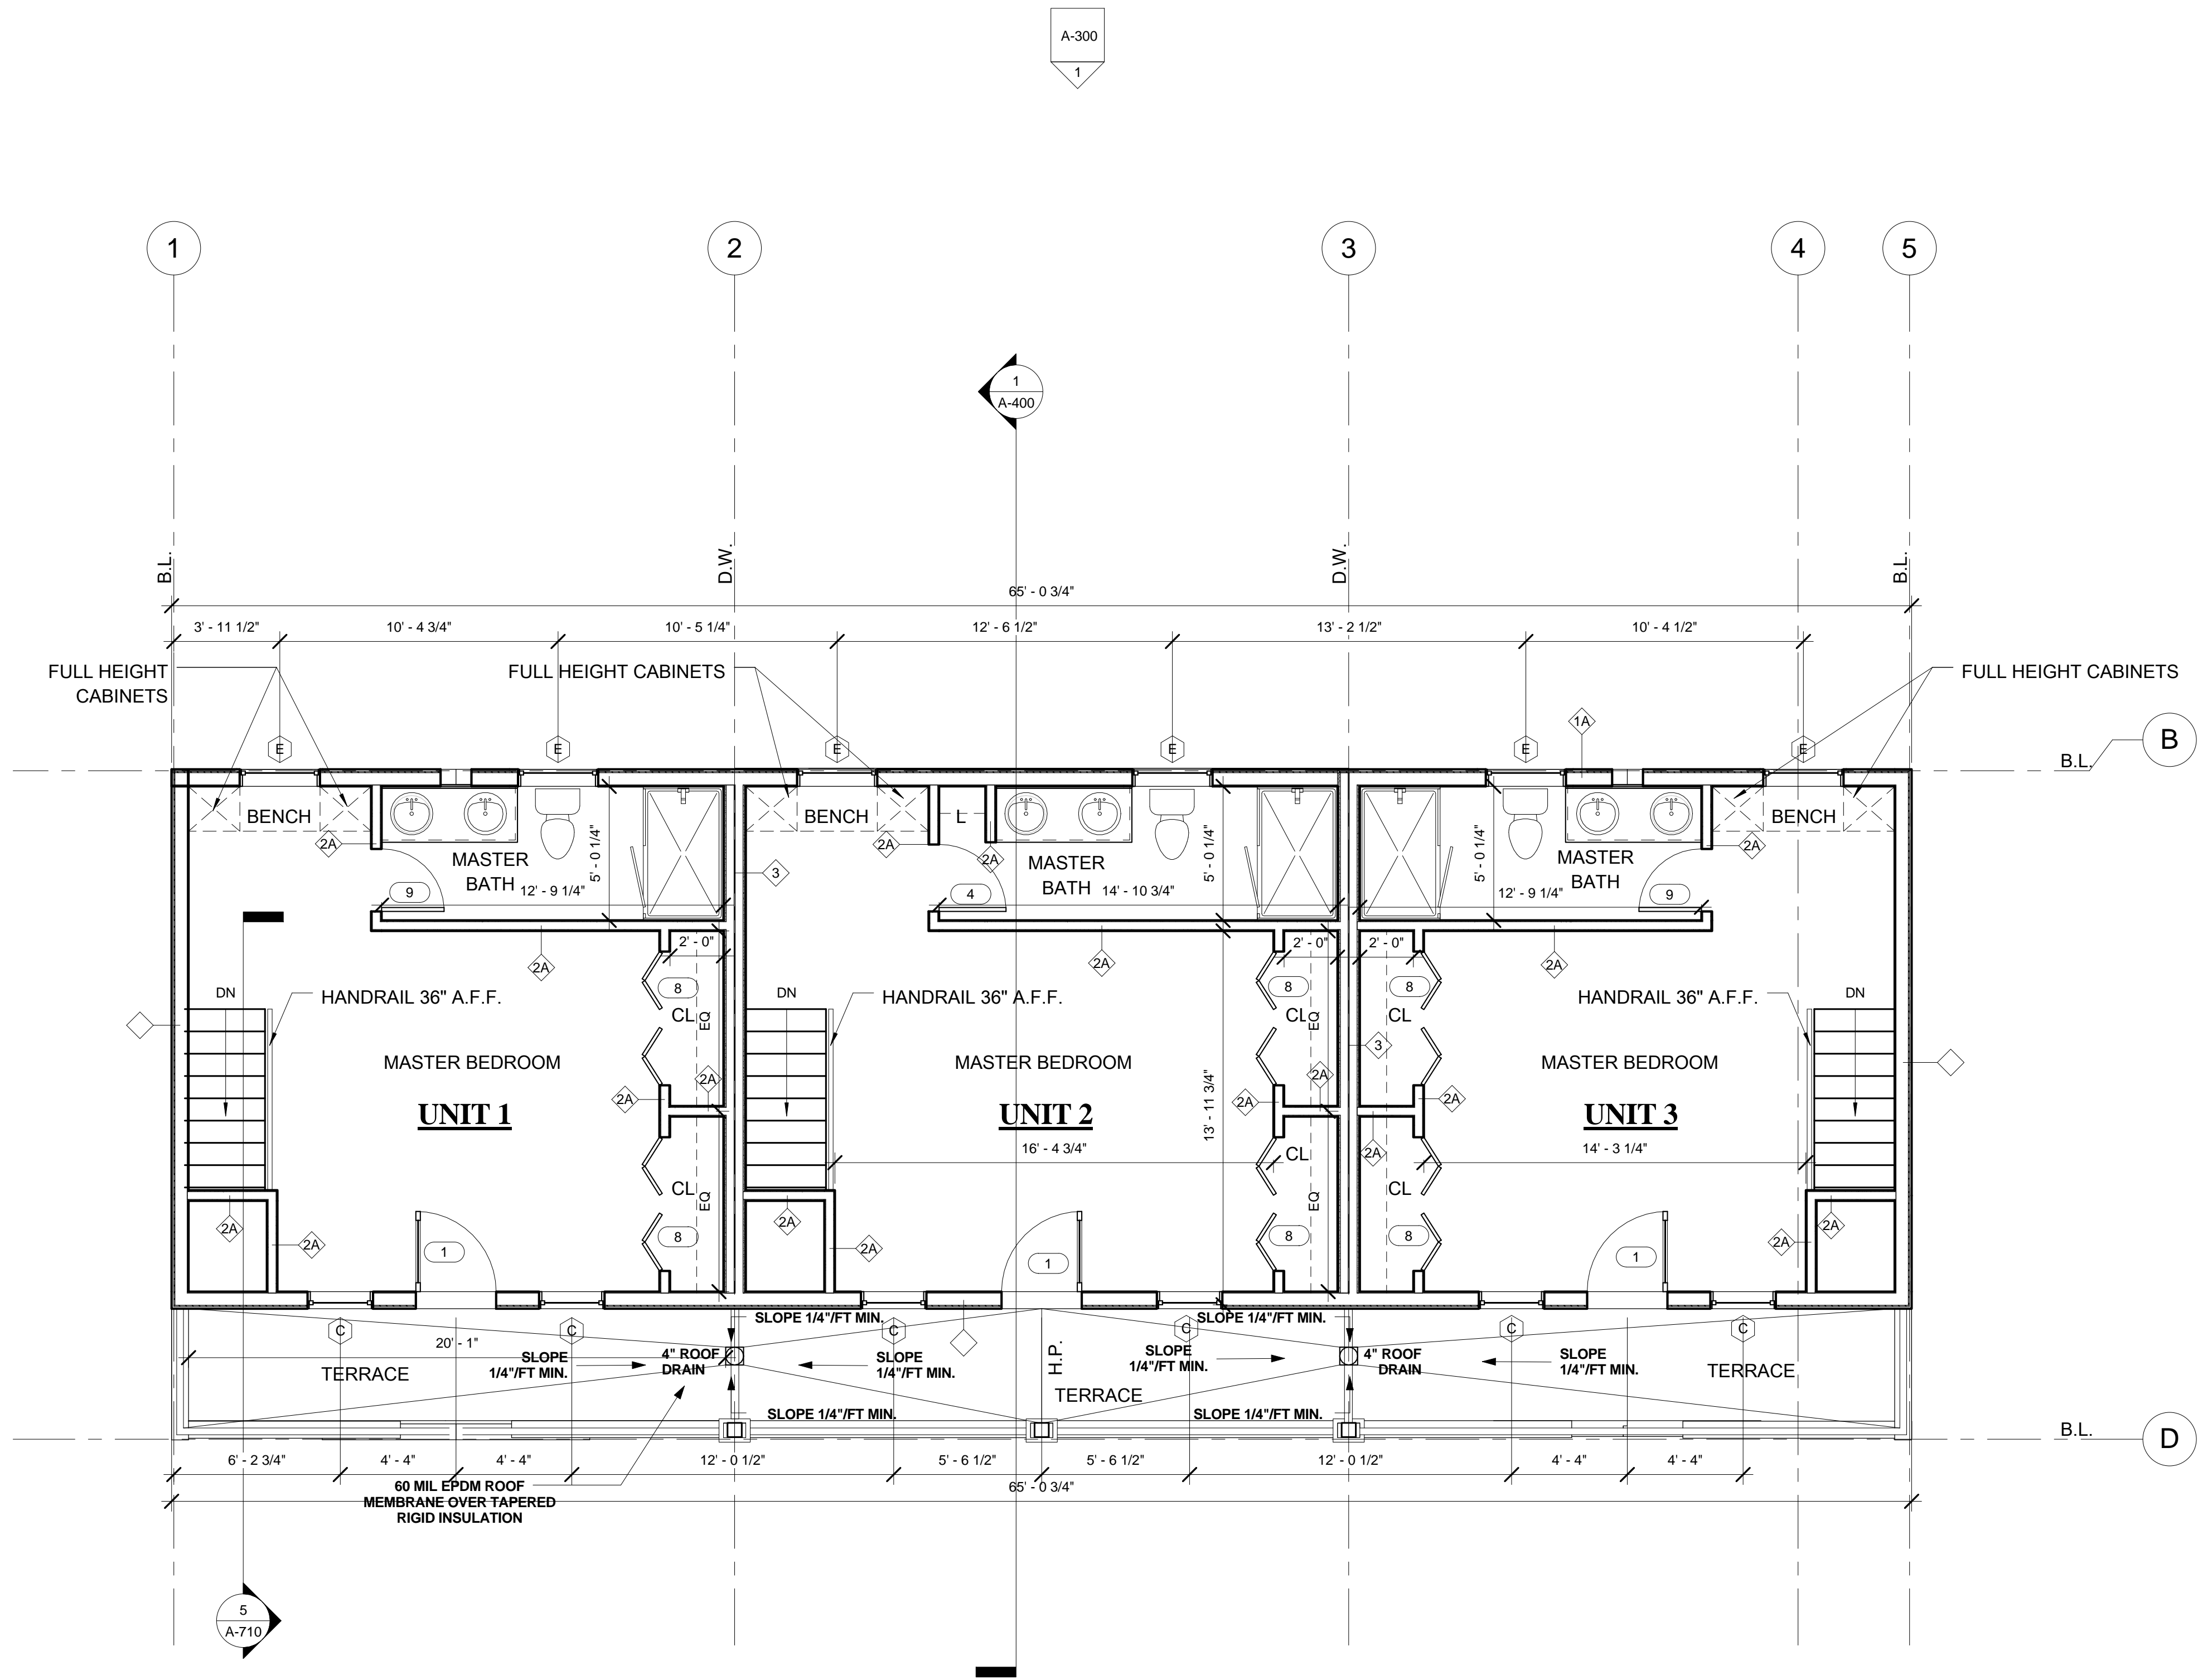 A-300
1
1
2
3
4
5
1
A-400
B.L.
D.W.
D.W.
B.L.
65' - 0 3/4"
3' - 11 1/2"
10' - 4 3/4"
10' - 5 1/4"
12' - 6 1/2"
13' - 2 1/2"
10' - 4 1/2"
FULL HEIGHT
CABINETS
FULL HEIGHT CABINETS
FULL HEIGHT CABINETS
1A
E
E
E
E
E
E
B
B.L.
BENCH
2A
MASTER
BATH
12' - 9 1/4"
5' - 0 1/4"
9
3
BENCH
L
2A
2A
MASTER
BATH
14' - 10 3/4"
5' - 0 1/4"
4
5' - 0 1/4"
MASTER
BATH
12' - 9 1/4"
9
BENCH
2A
2A
2' - 0"
2A
2' - 0"
2' - 0"
2A
DN
HANDRAIL 36" A.F.F.
8
CL
EQ
DN
HANDRAIL 36" A.F.F.
8
CL
EQ
8
CL
HANDRAIL 36" A.F.F.
DN
3
MASTER BEDROOM
MASTER BEDROOM
MASTER BEDROOM
2A
2A
2A
2A
2A
UNIT 1
UNIT 2
UNIT 3
13' - 11 3/4"
16' - 4 3/4"
14' - 3 1/4"
CL
EQ
CL
EQ
2A
CL
2A
2A
2A
2A
2A
2A
1
8
1
8
8
1
C
C
C
C
C
C
SLOPE 1/4"/FT MIN.
SLOPE 1/4"/FT MIN.
20' - 1"
TERRACE
SLOPE
1/4"/FT MIN.
4" ROOF
DRAIN
SLOPE
1/4"/FT MIN.
H.P.
TERRACE
SLOPE
1/4"/FT MIN.
4" ROOF
DRAIN
SLOPE
1/4"/FT MIN.
TERRACE
SLOPE 1/4"/FT MIN.
SLOPE 1/4"/FT MIN.
B.L.
D
6' - 2 3/4"
4' - 4"
4' - 4"
12' - 0 1/2"
5' - 6 1/2"
5' - 6 1/2"
12' - 0 1/2"
4' - 4"
4' - 4"
60 MIL EPDM ROOF
MEMBRANE OVER TAPERED
RIGID INSULATION
65' - 0 3/4"
5
A-710